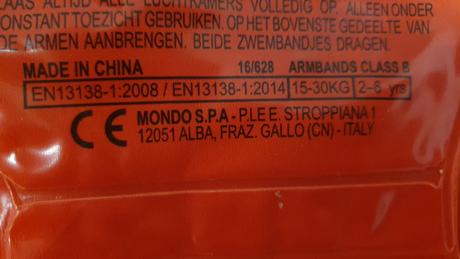 LAAS ALTIJD ALLE LUCHTKAMERS VOLLEDIG OP. ALLEEN ONDER
CONSTANT TOEZICHT GEBRUIKEN. OP HET BOVENSTE GEDEELTE VAN
DE ARMEN AANBRENGEN. BEIDE ZWEMBANDJES DRAGEN.
MADE IN CHINA 16/628 ARMBANDS CLASS B
EN13138-1:2008 / EN13138-1:2014 15-30KG 2-6 yrs
CE MONDO S.P.A - P.LE E. STROPPIANA 1
12051 ALBA, FRAZ. GALLO (CN) - ITALY